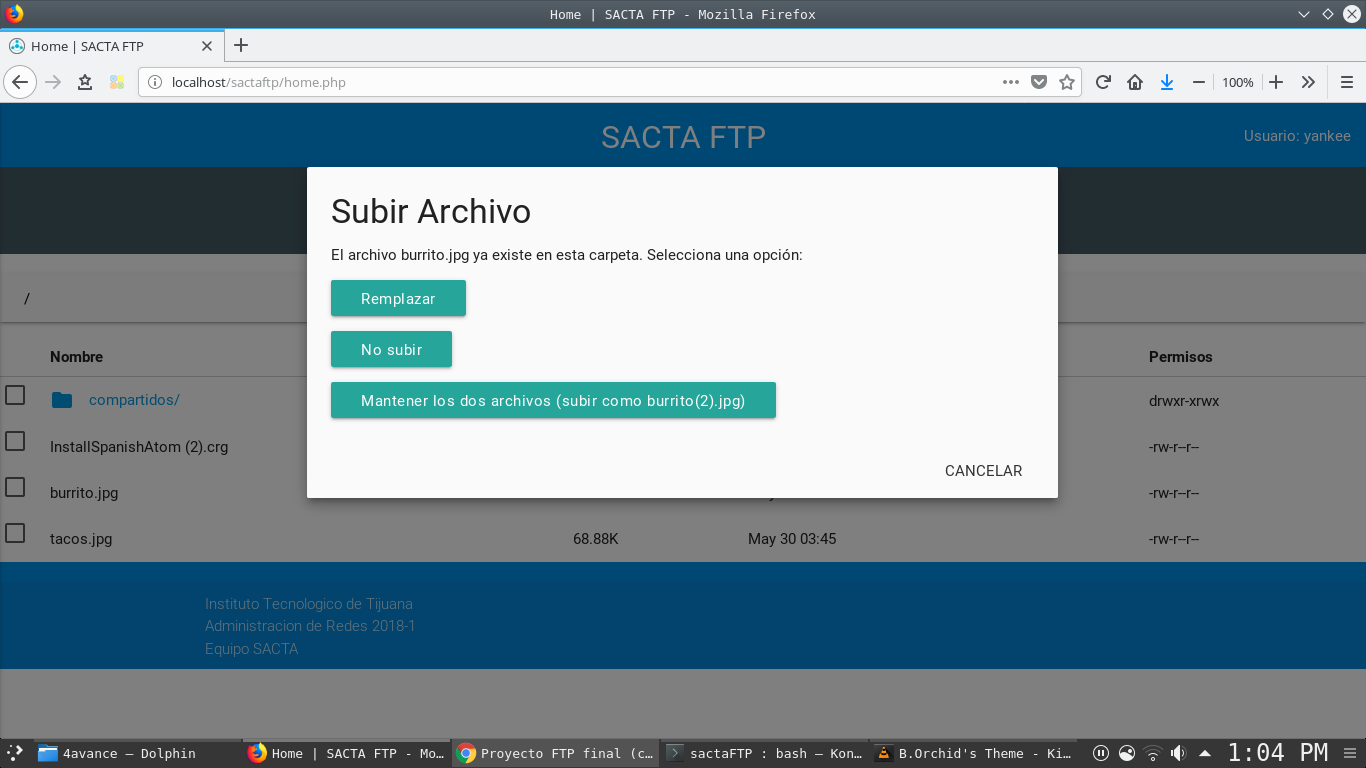 Home | SACTA FTP - Mozilla Firefox
Home | SACTA FTP
localhost/sactaftp/home.php
100%
SACTA FTP
Usuario: yankee
Subir Archivo
El archivo burrito.jpg ya existe en esta carpeta. Selecciona una opción:
Remplazar
No subir
Mantener los dos archivos (subir como burrito(2).jpg)
CANCELAR
/
Nombre Permisos
compartidos/ drwxr-xrwx
InstallSpanishAtom (2).crg -rw-r--r--
burrito.jpg -rw-r--r--
tacos.jpg 68.88K May 30 03:45 -rw-r--r--
Instituto Tecnologico de Tijuana
Administracion de Redes 2018-1
Equipo SACTA
4avance — Dolphin Home | SACTA FTP - Mo... Proyecto FTP final (c... sactaFTP : bash — Kon... B.Orchid's Theme - Ki... 1:04 PM